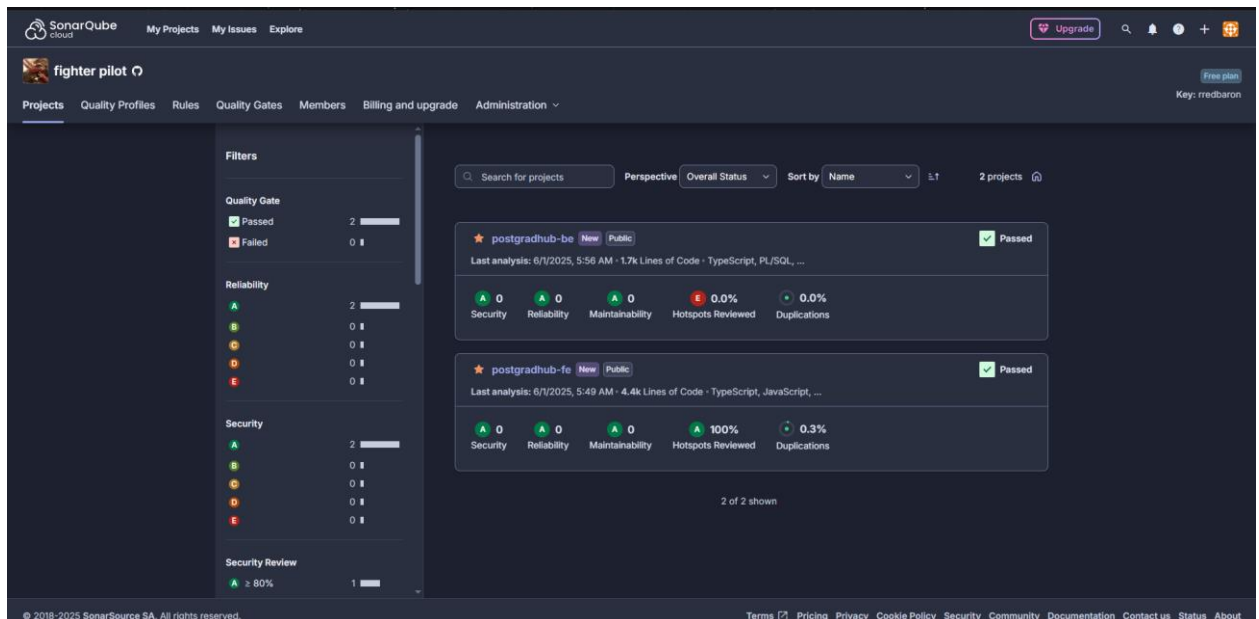 SonarQube cloud My Projects My Issues Explore Upgrade
fighter pilot
Free plan
Key: rredbaron
Projects Quality Profiles Rules Quality Gates Members Billing and upgrade Administration
Filters
Quality Gate
Passed 2
Failed 0
Reliability
A 2
B 0
C 0
D 0
E 0
Security
A 2
B 0
C 0
D 0
E 0
Security Review
A ≥ 80% 1
Search for projects Perspective Overall Status Sort by Name 2 projects
postgradhub-be New Public Passed
Last analysis: 6/1/2025, 5:56 AM • 1.7k Lines of Code • TypeScript, PL/SQL, ...
A 0 A 0 A 0 E 0.0% 0.0%
Security Reliability Maintainability Hotspots Reviewed Duplications
postgradhub-fe New Public Passed
Last analysis: 6/1/2025, 5:49 AM • 4.4k Lines of Code • TypeScript, JavaScript, ...
A 0 A 0 A 0 A 100% 0.3%
Security Reliability Maintainability Hotspots Reviewed Duplications
2 of 2 shown
© 2018-2025 SonarSource SA. All rights reserved. Terms Pricing Privacy Cookie Policy Security Community Documentation Contact us Status About